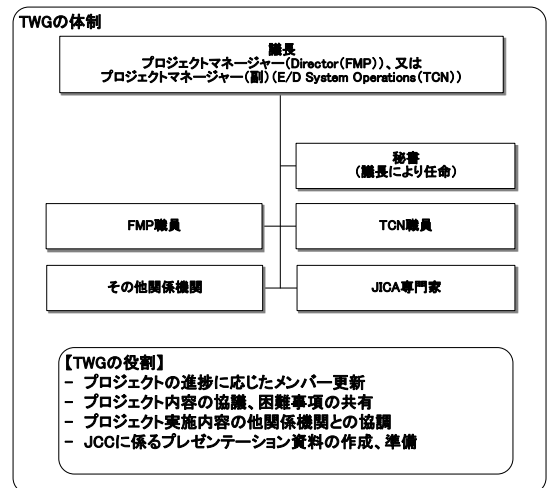 TWGの体制
議長
プロジェクトマネージャー(Director(FMP))、又は
プロジェクトマネージャー(副)(E/D System Operations(TCN))
秘書
(議長により任命)
FMP職員
TCN職員
その他関係機関
JICA専門家
【TWGの役割】
- プロジェクトの進捗に応じたメンバー更新
- プロジェクト内容の協議、困難事項の共有
- プロジェクト実施内容の他関係機関との協調
- JCCに係るプレゼンテーション資料の作成、準備